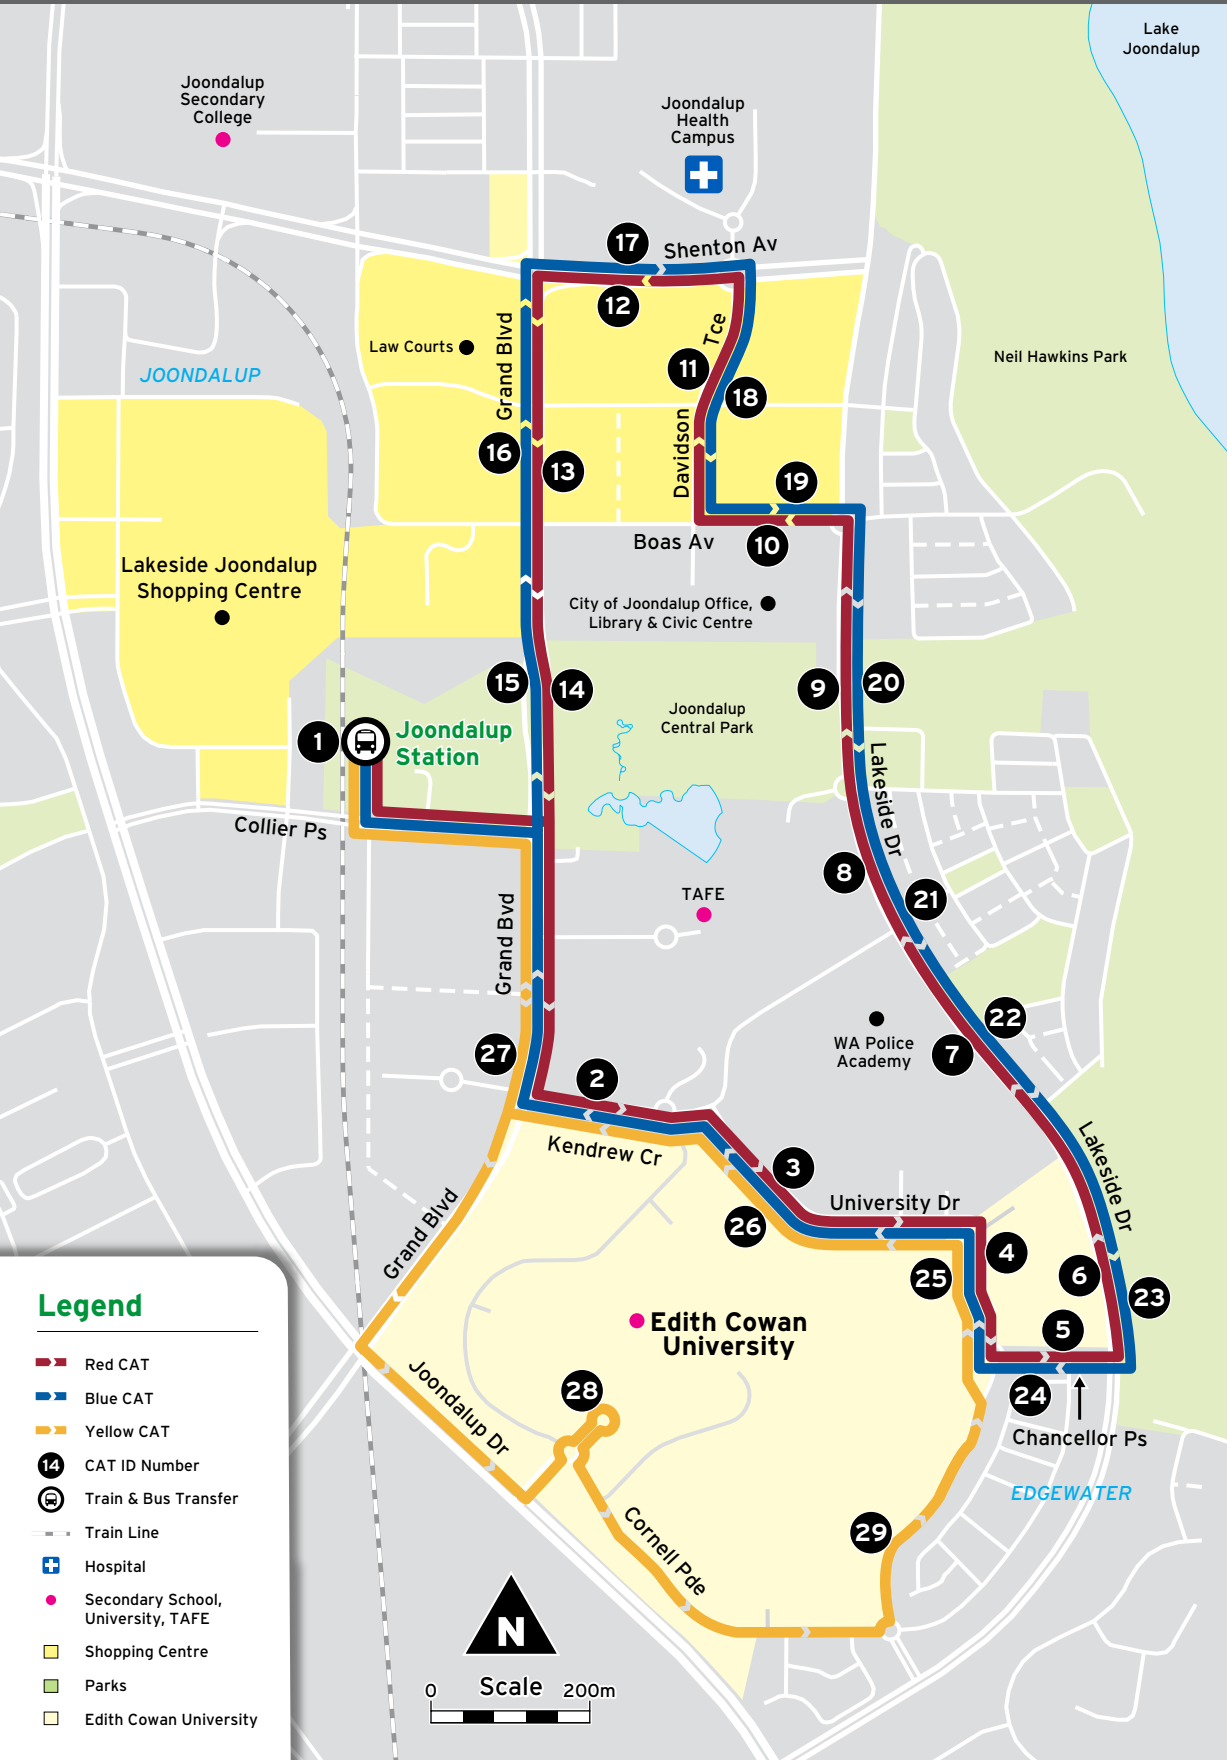 Lake
Joondalup
Joondalup
Secondary
College
Joondalup
Health
Campus
17
Shenton Av
12
Grand Blvd
Tce
Law Courts
11
Neil Hawkins Park
JOONDALUP
18
Davidson
16
13
19
Boas Av
10
Lakeside Joondalup
Shopping Centre
City of Joondalup Office,
Library & Civic Centre
15
14
9
20
Joondalup
Central Park
1
Joondalup
Station
Lakeside Dr
Collier Ps
8
TAFE
21
Grand Bvd
22
WA Police
Academy
27
7
2
Kendrew Cr
Lakeside Dr
3
University Dr
26
Grand Blvd
4
25
6
23
Edith Cowan
University
5
28
24
Joondalup Dr
Chancellor Ps
EDGEWATER
29
Cornell Pde
N
Scale
0
200m
Legend
Red CAT
Blue CAT
Yellow CAT
14
CAT ID Number
Train & Bus Transfer
Train Line
Hospital
Secondary School,
University, TAFE
Shopping Centre
Parks
Edith Cowan University